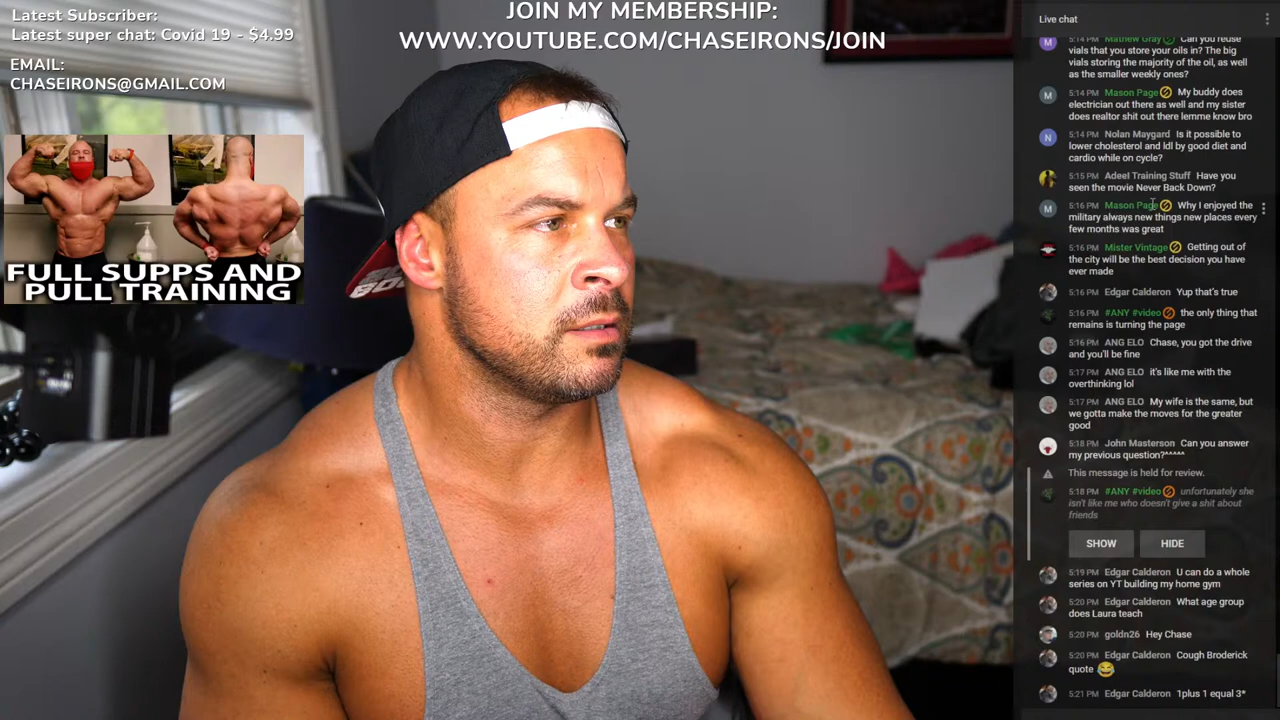 Latest Subscriber:
Latest super chat: Covid 19 - $4.99
EMAIL:
CHASEIRONS@GMAIL.COM
FULL SUPPS AND
PULL TRAINING
JOIN MY MEMBERSHIP:
WWW.YOUTUBE.COM/CHASEIRONS/JOIN
Live chat
5:14 PM Mathew Gray Can you reuse
vials that you store your oils in? The big
vials storing the majority of the oil, as well
as the smaller weekly ones?
M
5:14 PM Mason Page My buddy does
electrician out there as well and my sister
does realtor shit out there lemme know bro
N
5:14 PM Nolan Maygard Is it possible to
lower cholesterol and ldl by good diet and
cardio while on cycle?
5:15 PM Adeel Training Stuff Have you
seen the movie Never Back Down?
M
5:16 PM Mason Page Why I enjoyed the
military always new things new places every
few months was great
5:16 PM Mister Vintage Getting out of
the city will be the best decision you have
ever made
5:16 PM Edgar Calderon Yup that's true
5:16 PM #ANY #video the only thing that
remains is turning the page
5:16 PM ANG ELO Chase, you got the drive
and you'll be fine
5:17 PM ANG ELO it's like me with the
overthinking lol
5:17 PM ANG ELO My wife is the same, but
we gotta make the moves for the greater
good
5:18 PM John Masterson Can you answer
my previous question?^^^^^
This message is held for review.
5:18 PM #ANY #video unfortunately she
isn't like me who doesn't give a shit about
friends
SHOW HIDE
5:19 PM Edgar Calderon U can do a whole
series on YT building my home gym
5:20 PM Edgar Calderon What age group
does Laura teach
5:20 PM goldn26 Hey Chase
5:20 PM Edgar Calderon Cough Broderick
quote 😂
5:21 PM Edgar Calderon 1plus 1 equal 3*